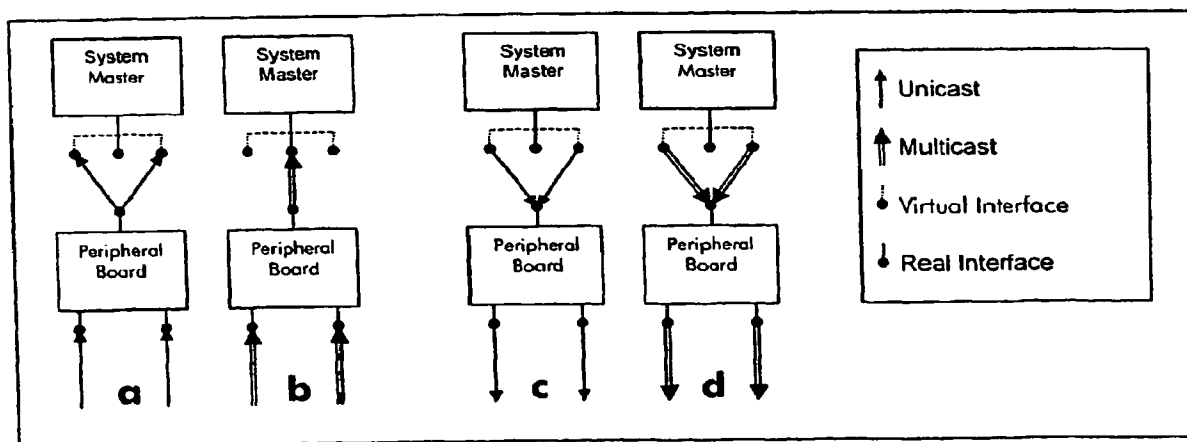 System
Master
Peripheral
Board
a
System
Master
Peripheral
Board
b
System
Master
Peripheral
Board
c
System
Master
Peripheral
Board
d
Unicast
Multicast
Virtual Interface
Real Interface